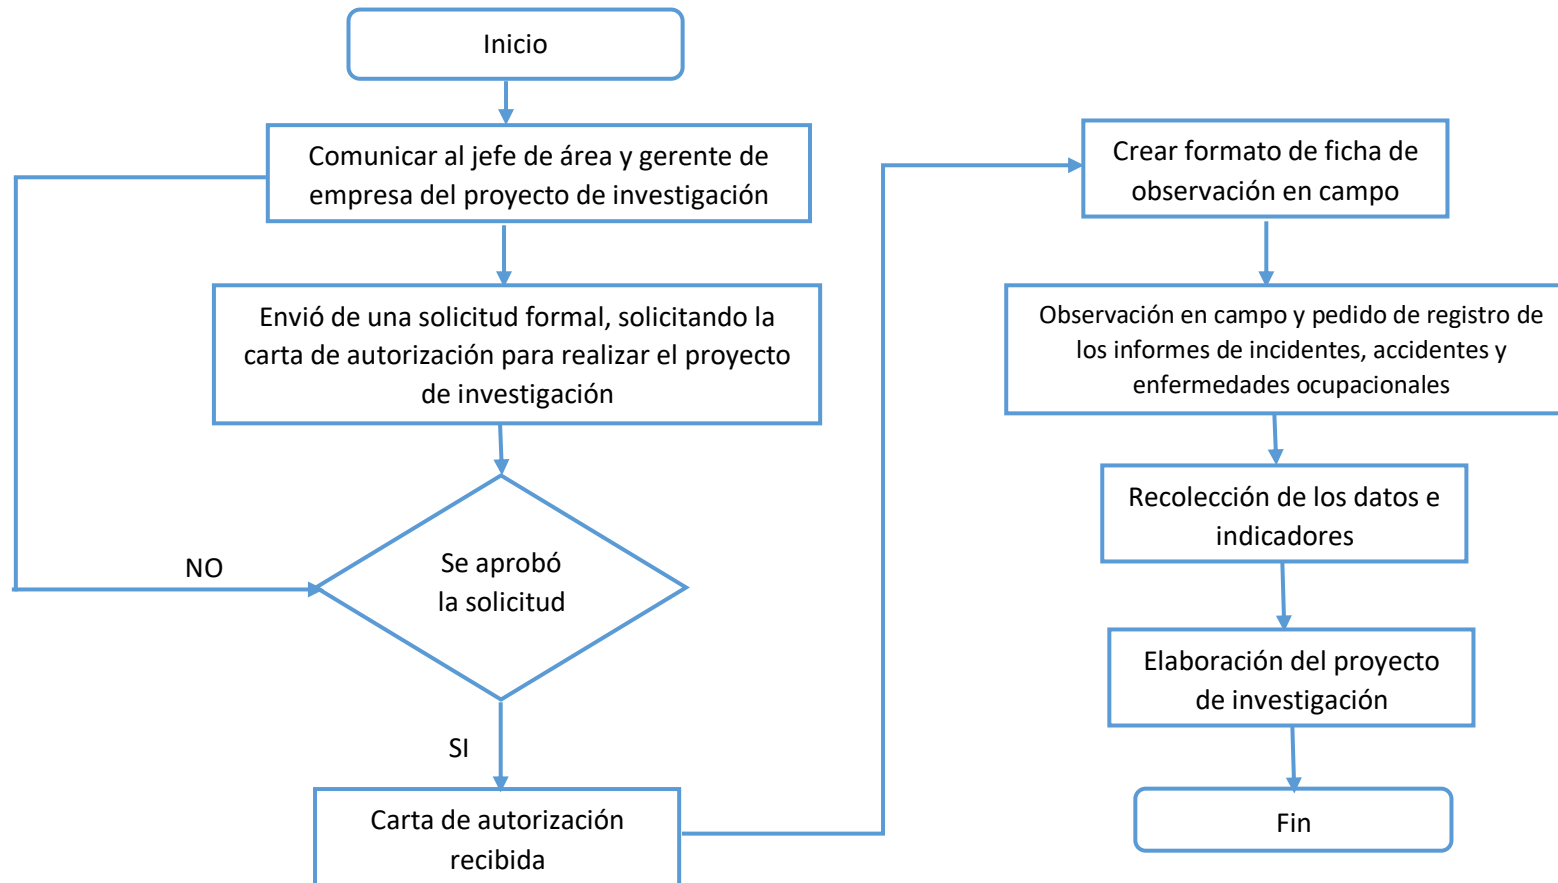 Inicio
Comunicar al jefe de área y gerente de
empresa del proyecto de investigación
Envió de una solicitud formal, solicitando la
carta de autorización para realizar el proyecto
de investigación
NO
Se aprobó
la solicitud
SI
Carta de autorización
recibida
Crear formato de ficha de
observación en campo
Observación en campo y pedido de registro de
los informes de incidentes, accidentes y
enfermedades ocupacionales
Recolección de los datos e
indicadores
Elaboración del proyecto
de investigación
Fin